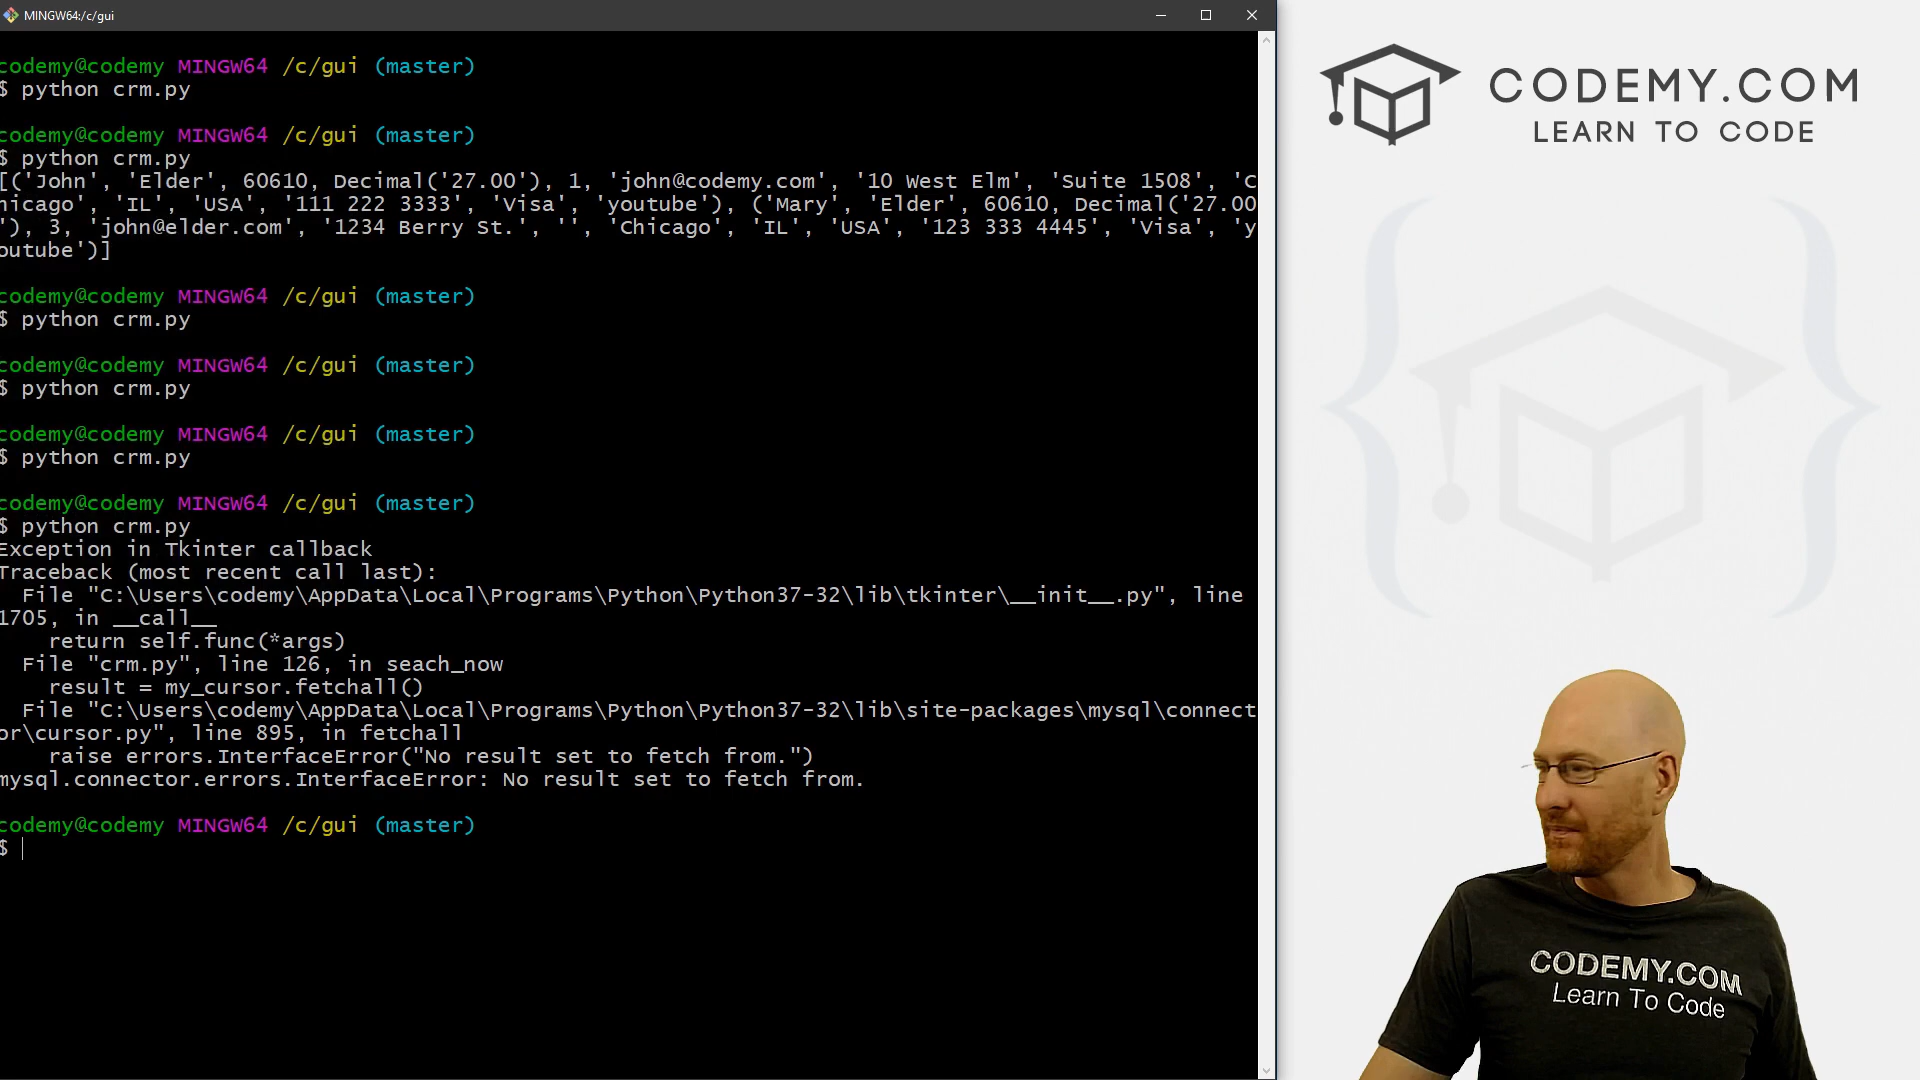 MINGW64:/c/gui
codemy@codemy MINGW64 /c/gui (master)
$ python crm.py
codemy@codemy MINGW64 /c/gui (master)
$ python crm.py
[('John', 'Elder', 60610, Decimal('27.00'), 1, 'john@codemy.com', '10 West Elm', 'Suite 1508', 'C
hicago', 'IL', 'USA', '111 222 3333', 'Visa', 'youtube'), ('Mary', 'Elder', 60610, Decimal('27.00
'), 3, 'john@elder.com', '1234 Berry St.', '', 'Chicago', 'IL', 'USA', '123 333 4445', 'Visa', 'y
outube')]
codemy@codemy MINGW64 /c/gui (master)
$ python crm.py
codemy@codemy MINGW64 /c/gui (master)
$ python crm.py
codemy@codemy MINGW64 /c/gui (master)
$ python crm.py
codemy@codemy MINGW64 /c/gui (master)
$ python crm.py
Exception in Tkinter callback
Traceback (most recent call last):
File "C:\Users\codemy\AppData\Local\Programs\Python\Python37-32\lib\tkinter\__init__.py", line
1705, in __call__
return self.func(*args)
File "crm.py", line 126, in seach_now
result = my_cursor.fetchall()
File "C:\Users\codemy\AppData\Local\Programs\Python\Python37-32\lib\site-packages\mysql\connect
or\cursor.py", line 895, in fetchall
raise errors.InterfaceError("No result set to fetch from.")
mysql.connector.errors.InterfaceError: No result set to fetch from.
codemy@codemy MINGW64 /c/gui (master)
$
CODEMY.COM
LEARN TO CODE
CODEMY.COM
Learn To Code